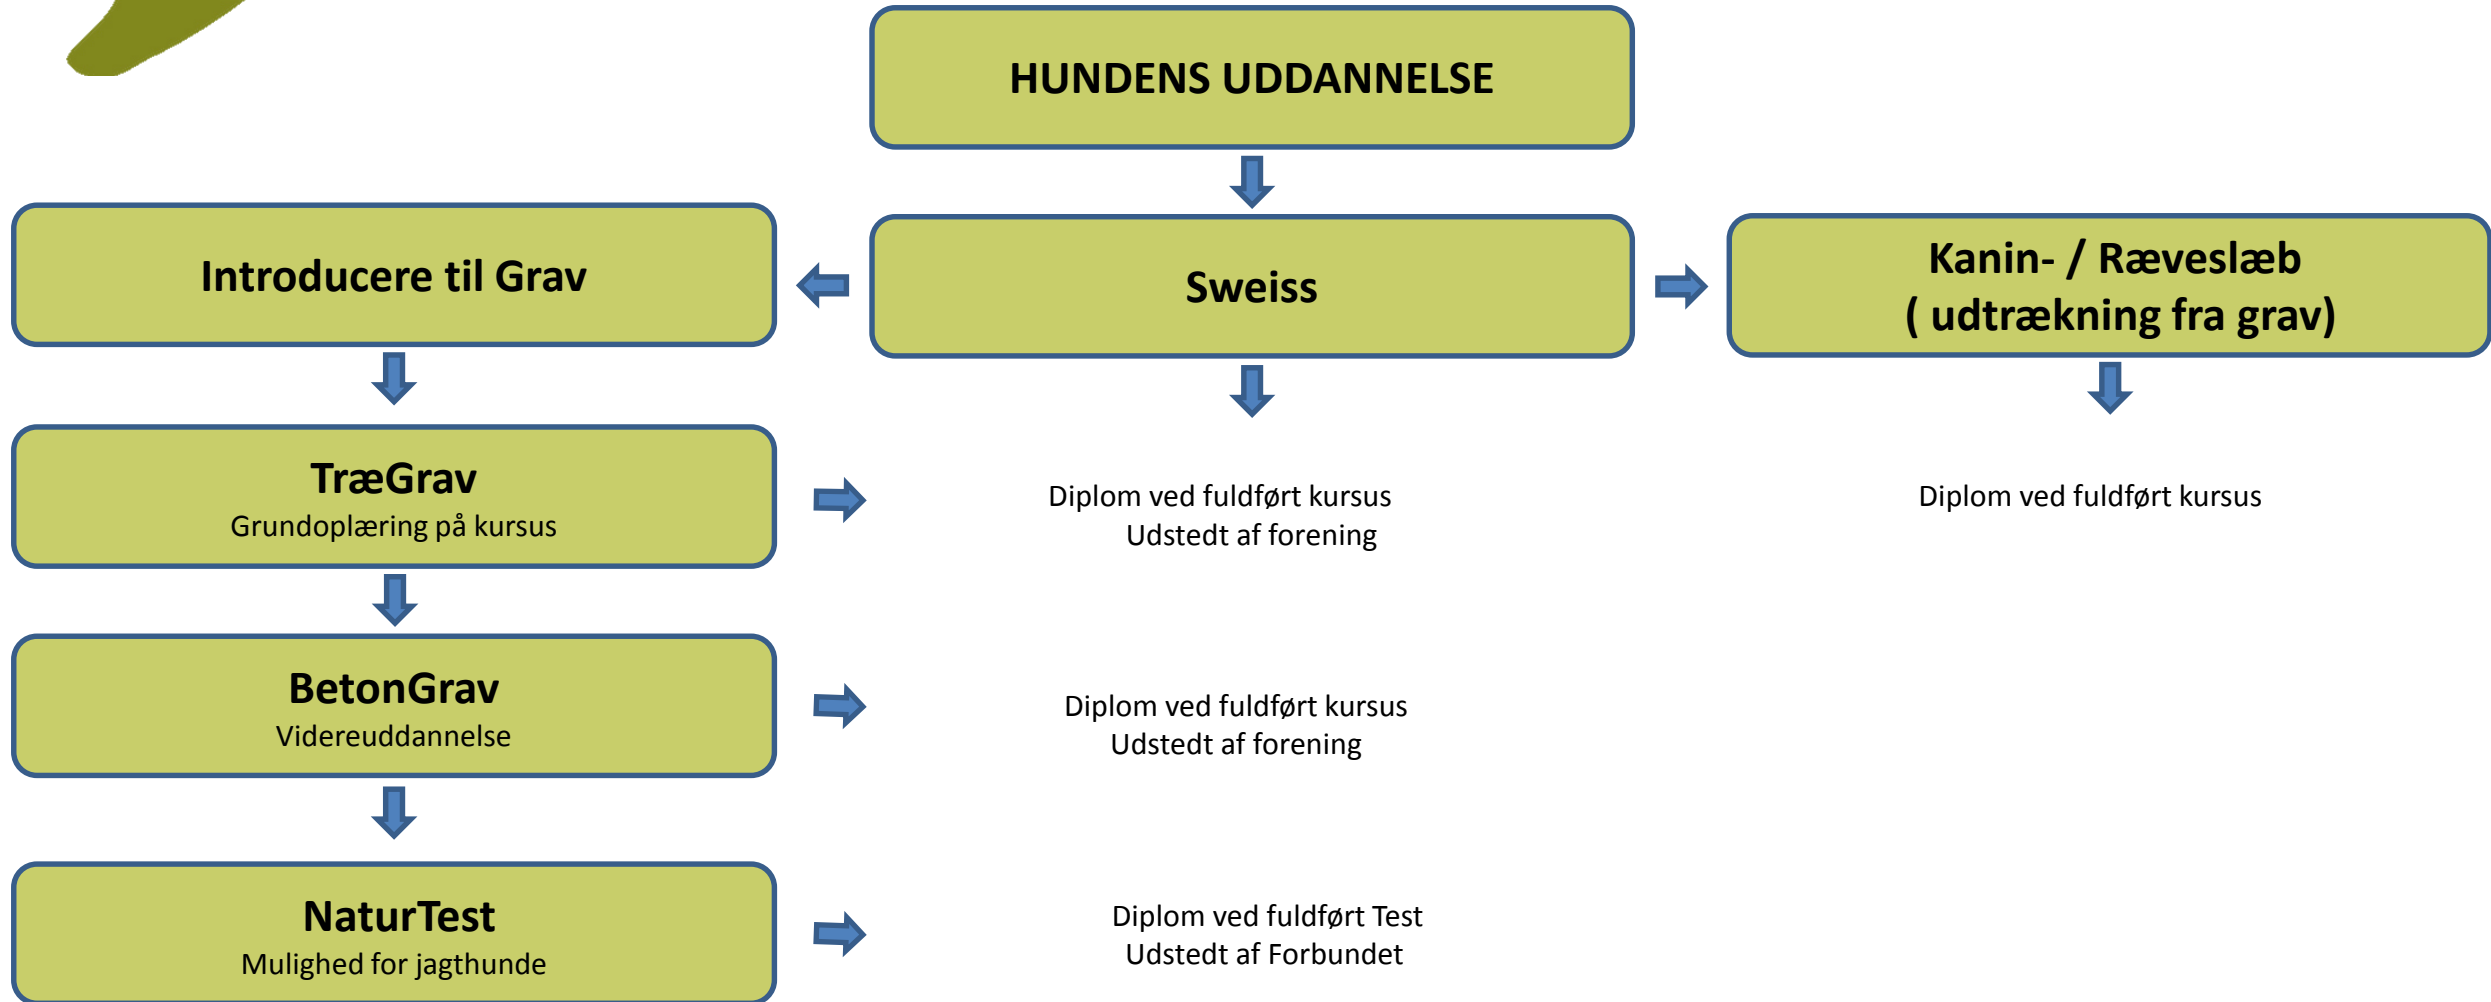 HUNDENS UDDANNELSE
Introducere til Grav
Sweiss
Kanin- / Ræveslæb
( udtrækning fra grav)
TræGrav
Grundoplæring på kursus
Diplom ved fuldført kursus
Udstedt af forening
Diplom ved fuldført kursus
BetonGrav
Videreuddannelse
Diplom ved fuldført kursus
Udstedt af forening
NaturTest
Mulighed for jagthunde
Diplom ved fuldført Test
Udstedt af Forbundet